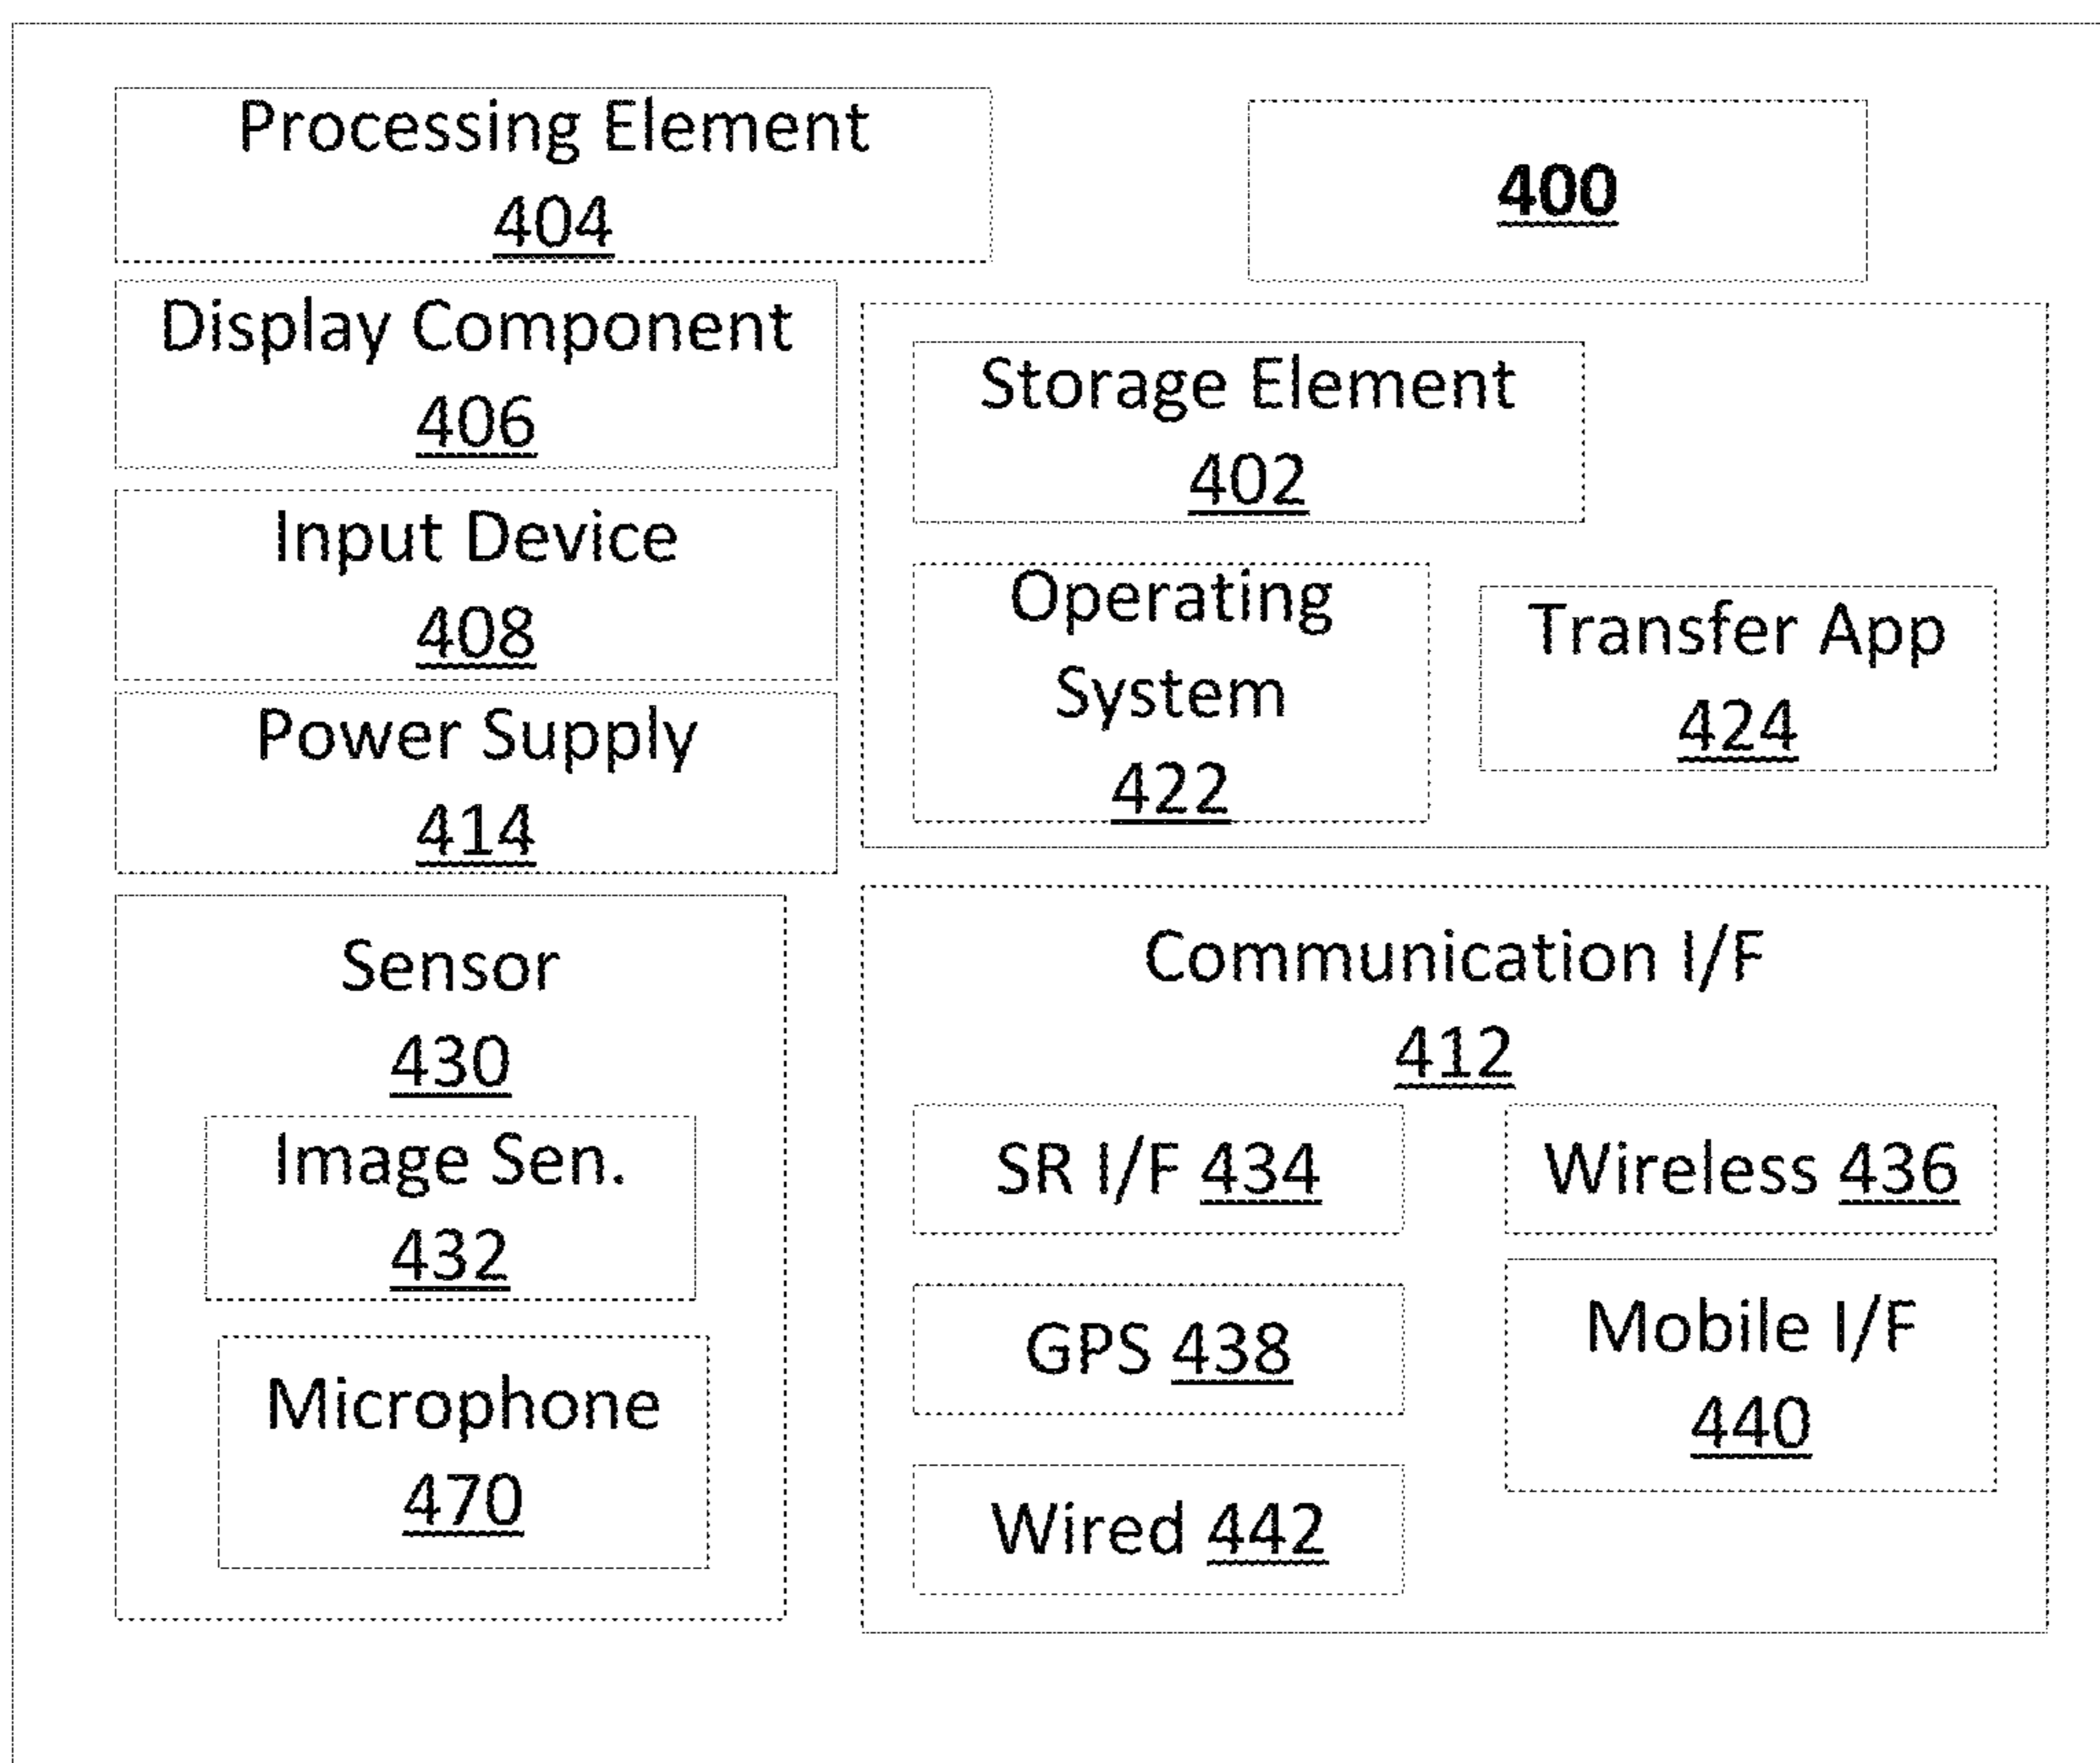 Processing Element
404
400
Display Component
406
Input Device
408
Power Supply
414
Storage Element
402
Operating
System
422
Transfer App
424
Sensor
430
Image Sen.
432
Microphone
470
Communication I/F
412
SR I/F 434
Wireless 436
GPS 438
Mobile I/F
440
Wired 442